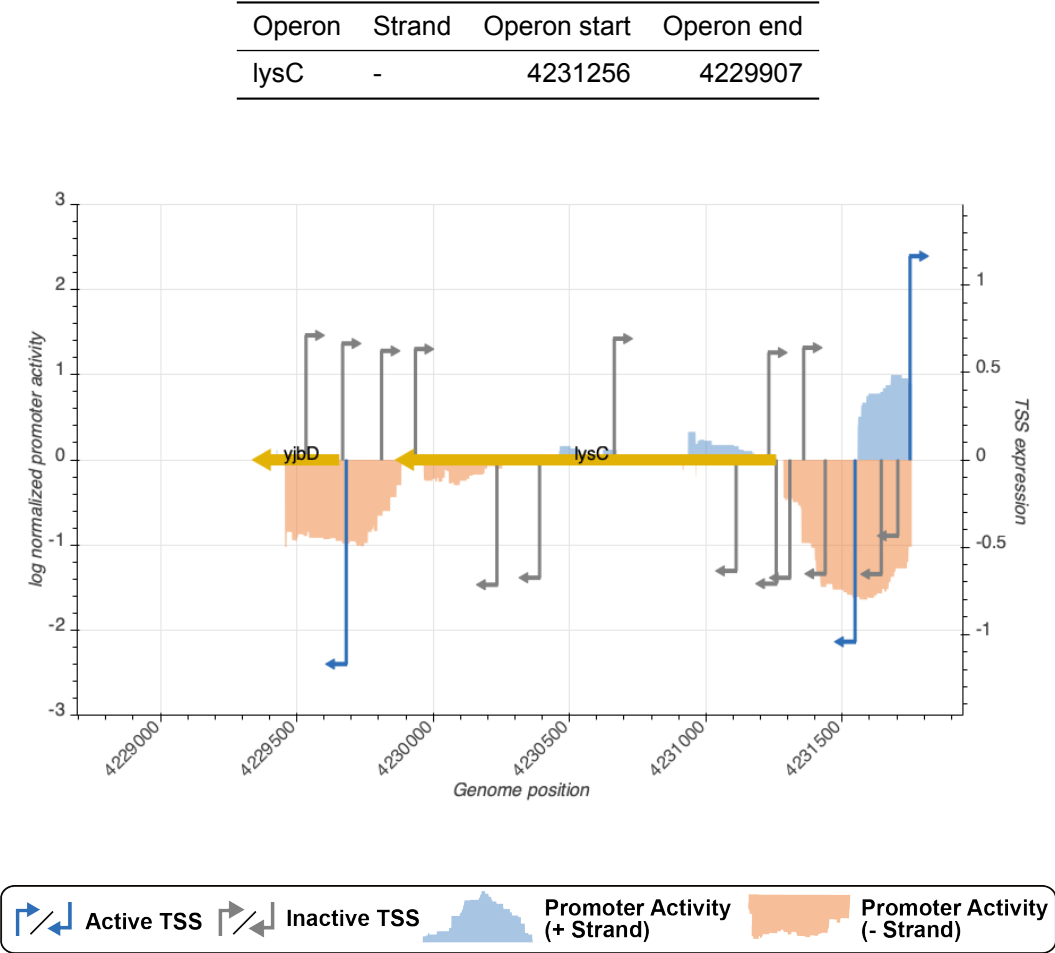 Operon Strand Operon start Operon end
lysC - 4231256 4229907
3
2
1
0
-1
-2
-3
log normalized promoter activity
1
0.5
0
-0.5
-1
TSS expression
yjbD
lysC
4229000
4229500
4230000
4230500
4231000
4231500
Genome position
Active TSS
Inactive TSS
Promoter Activity
(+ Strand)
Promoter Activity
(- Strand)